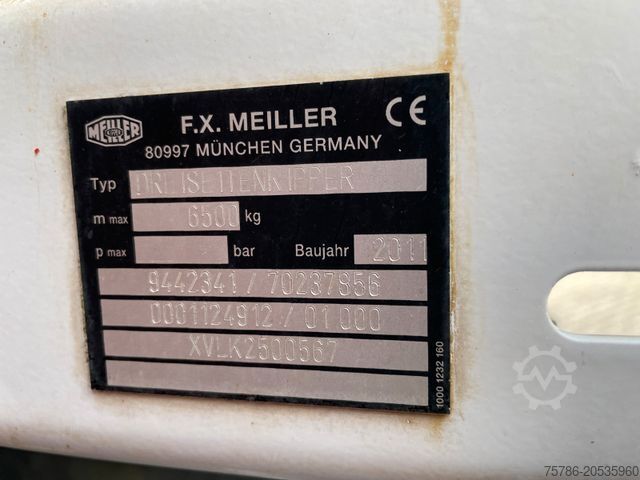 MEILLER
KIPPER
F.X. MEILLER
CE
80997 MÜNCHEN GERMANY
Typ DREISEITENKIPPER
m max 6500 kg
p max bar Baujahr 2011
9442341 / 70237856
0001124912 / 01 000
XVLK2500567
1000 1232 160
75786-20535960